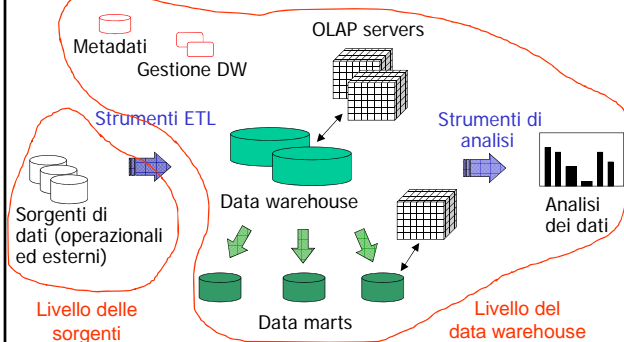 OLAP servers
Metadati
Gestione DW
Strumenti ETL
Strumenti di
analisi
Sorgenti di
dati (operazionali
ed esterni)
Data warehouse
Analisi
dei dati
Livello delle
sorgenti
Data marts
Livello del
data warehouse